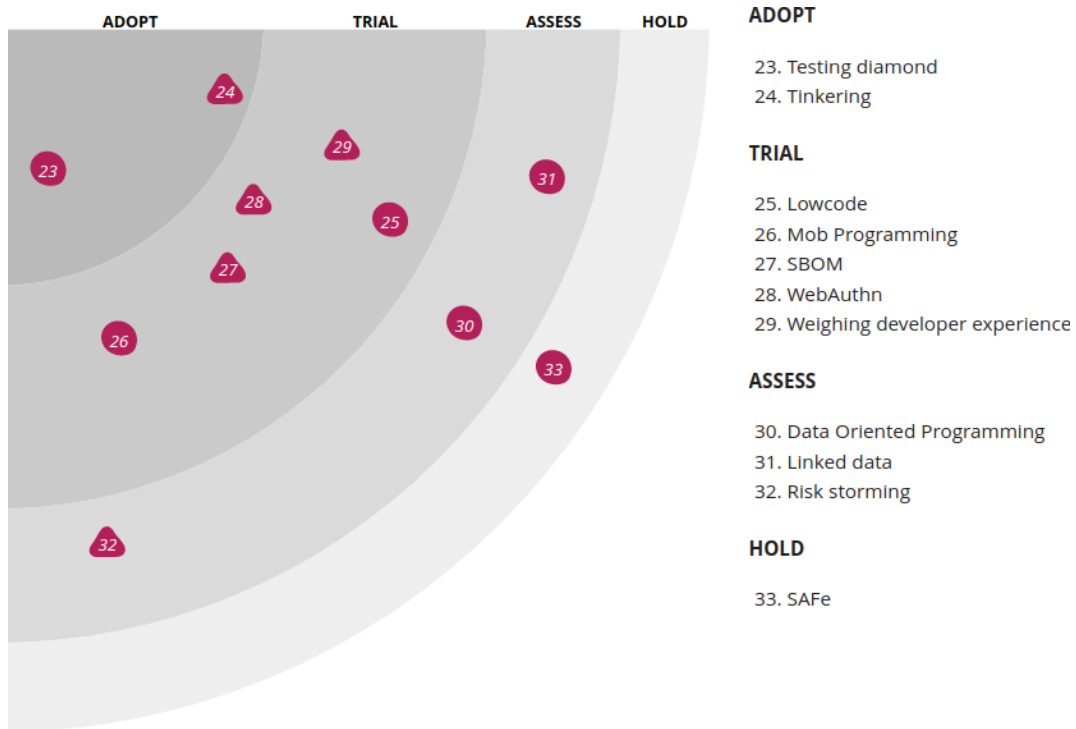 ADOPT TRIAL ASSESS HOLD
24
29
23
31
28
25
27
30
26
33
32
ADOPT
23. Testing diamond
24. Tinkering
TRIAL
25. Lowcode
26. Mob Programming
27. SBOM
28. WebAuthn
29. Weighing developer experience
ASSESS
30. Data Oriented Programming
31. Linked data
32. Risk storming
HOLD
33. SAFe